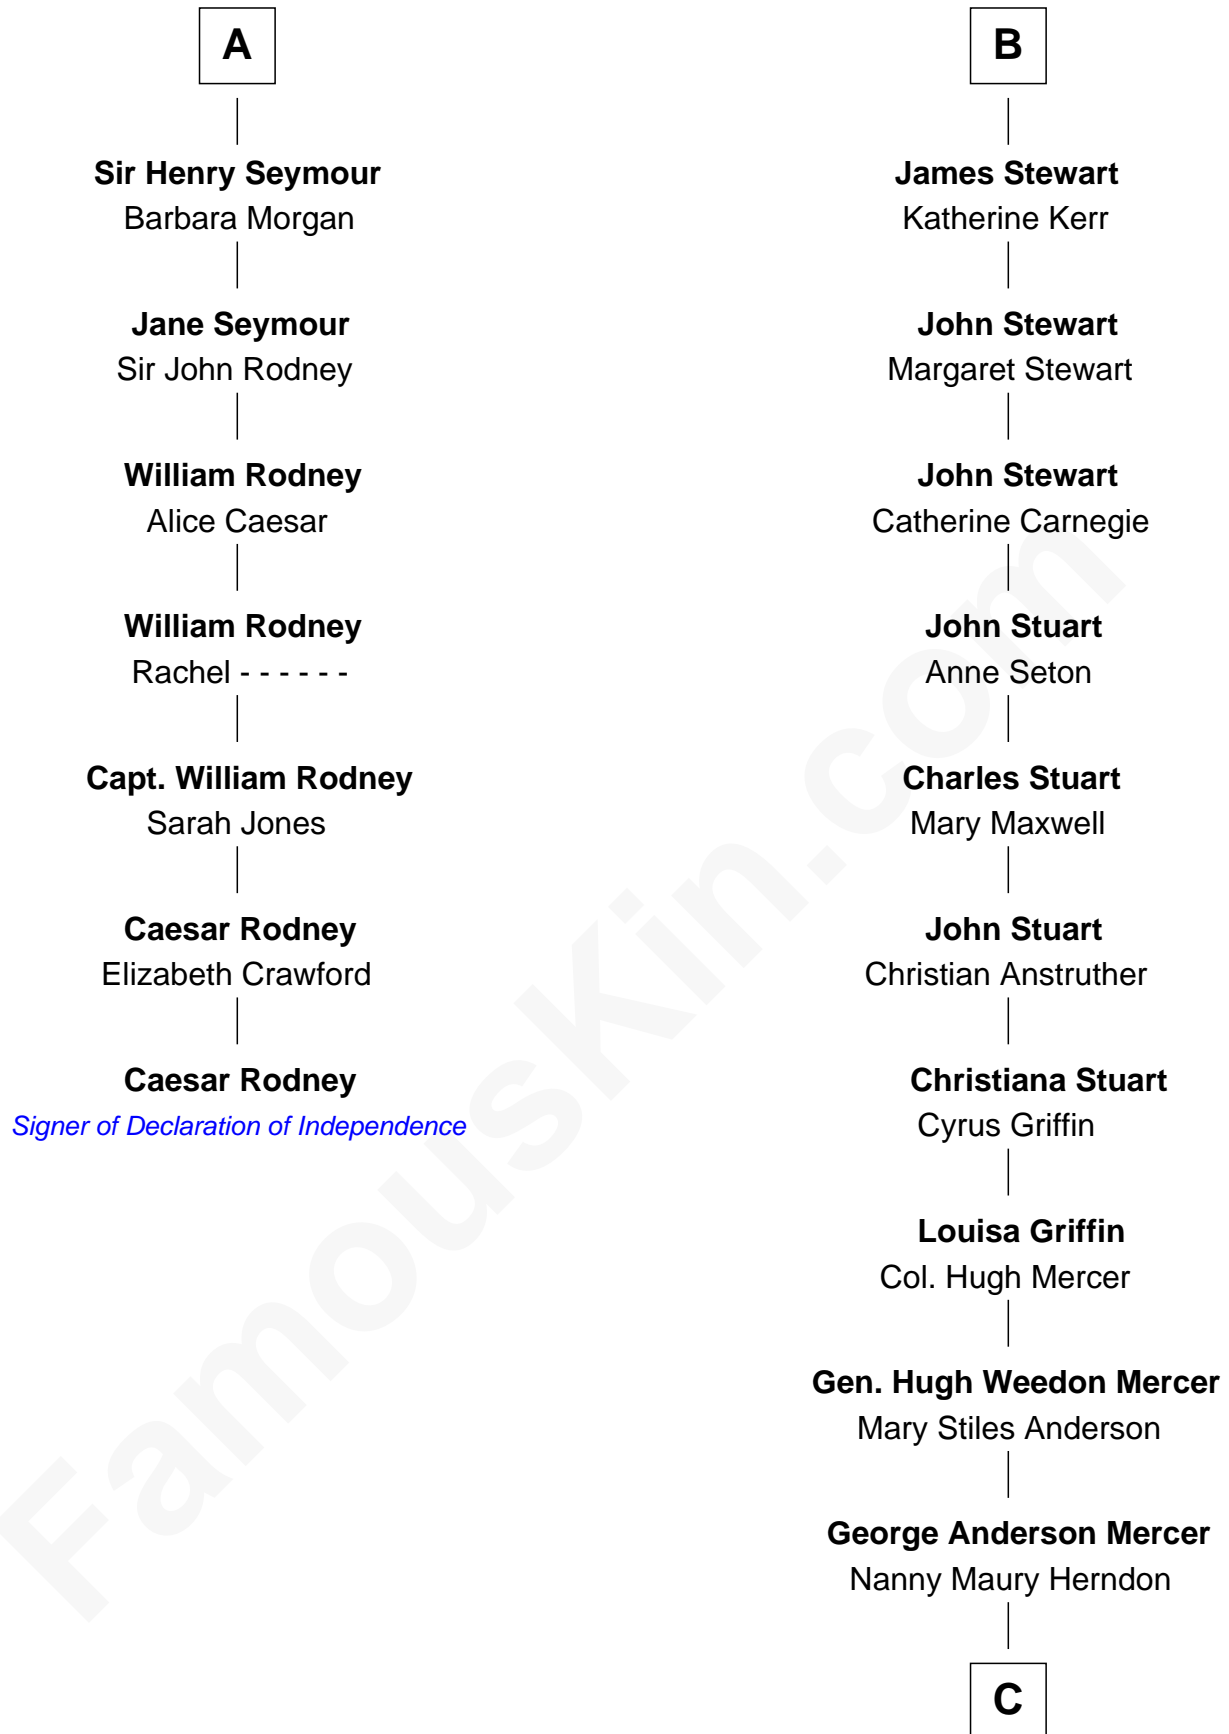 A
Sir Henry Seymour
Barbara Morgan
Jane Seymour
Sir John Rodney
William Rodney
Alice Caesar
William Rodney
Rachel - - - - - -
Capt. William Rodney
Sarah Jones
Caesar Rodney
Elizabeth Crawford
Caesar Rodney
Signer of Declaration of Independence
B
James Stewart
Katherine Kerr
John Stewart
Margaret Stewart
John Stewart
Catherine Carnegie
John Stuart
Anne Seton
Charles Stuart
Mary Maxwell
John Stuart
Christian Anstruther
Christiana Stuart
Cyrus Griffin
Louisa Griffin
Col. Hugh Mercer
Gen. Hugh Weedon Mercer
Mary Stiles Anderson
George Anderson Mercer
Nanny Maury Herndon
C
FamousKin.com